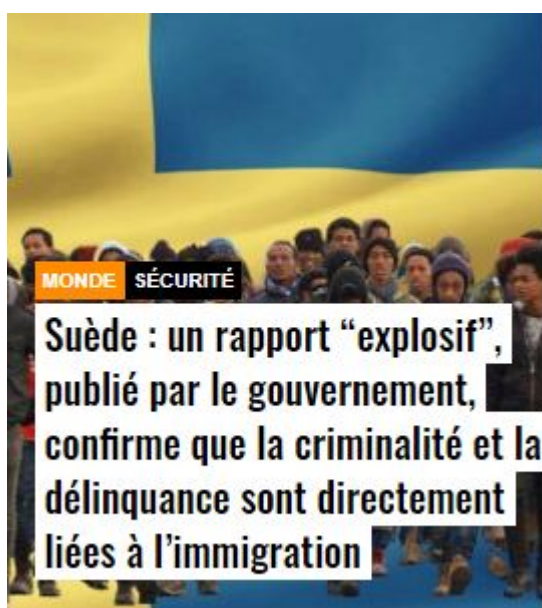 MONDE SÉCURITÉ
Suède : un rapport “explosif”,
publié par le gouvernement,
confirme que la criminalité et la
délinquance sont directement
liées à l’immigration